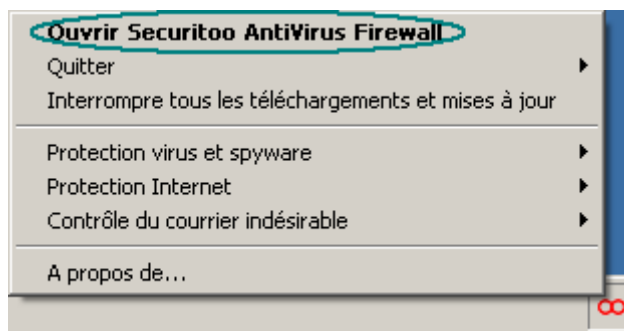 Ouvrir Securitoo AntiVirus Firewall
Quitter
Interrompre tous les téléchargements et mises à jour
Protection virus et spyware
Protection Internet
Contrôle du courrier indésirable
A propos de...